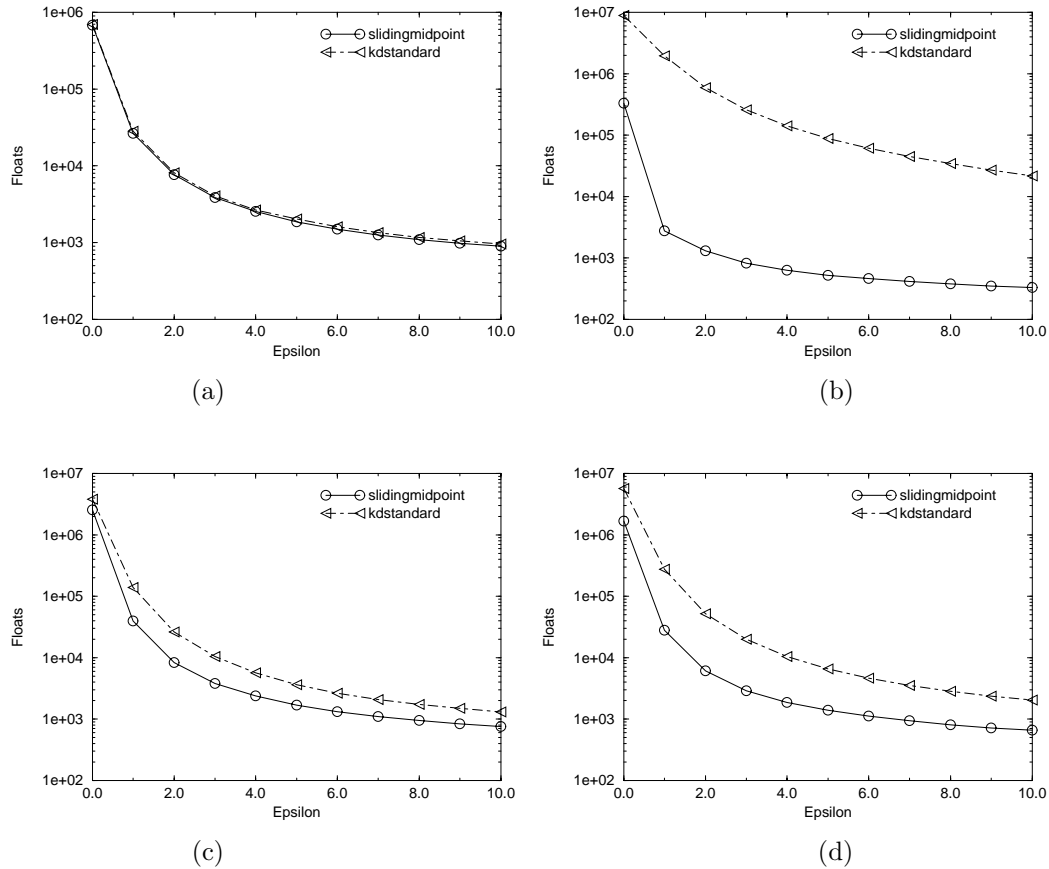 1e+06
1e+05
1e+04
1e+03
1e+02
Floats
0.0 2.0 4.0 6.0 8.0 10.0
Epsilon
slidingmidpoint
kdstandard
(a)
1e+07
1e+06
1e+05
1e+04
1e+03
1e+02
Floats
0.0 2.0 4.0 6.0 8.0 10.0
Epsilon
slidingmidpoint
kdstandard
(b)
1e+07
1e+06
1e+05
1e+04
1e+03
1e+02
Floats
0.0 2.0 4.0 6.0 8.0 10.0
Epsilon
slidingmidpoint
kdstandard
(c)
1e+07
1e+06
1e+05
1e+04
1e+03
1e+02
Floats
0.0 2.0 4.0 6.0 8.0 10.0
Epsilon
slidingmidpoint
kdstandard
(d)